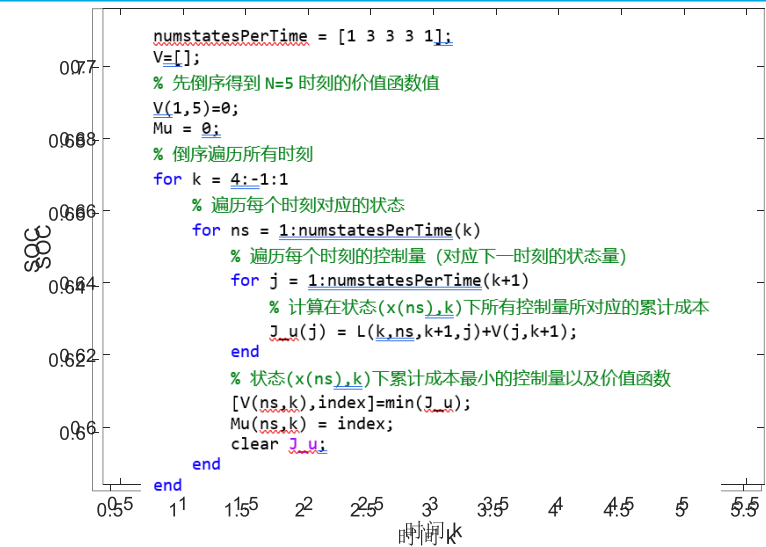 numstatesPerTime = [1 3 3 3 1];
V=[];
% 先倒序得到 N=5 时刻的价值函数值
V(1,5)=0;
Mu = 0;
% 倒序遍历所有时刻
for k = 4:-1:1
% 遍历每个时刻对应的状态
for ns = 1:numstatesPerTime(k)
% 遍历每个时刻的控制量（对应下一时刻的状态量）
for j = 1:numstatesPerTime(k+1)
% 计算在状态(x(ns),k)下所有控制量所对应的累计成本
J_u(j) = L(k,ns,k+1,j)+V(j,k+1);
end
% 状态(x(ns),k)下累计成本最小的控制量以及价值函数
[V(ns,k),index]=min(J_u);
Mu(ns,k) = index;
clear J_u;
end
end
0.7
0.68
0.66
0.64
0.62
0.6
SOC
0.5 1 1.5 2 2.5 3 3.5 4 4.5 5 5.5
时间 k